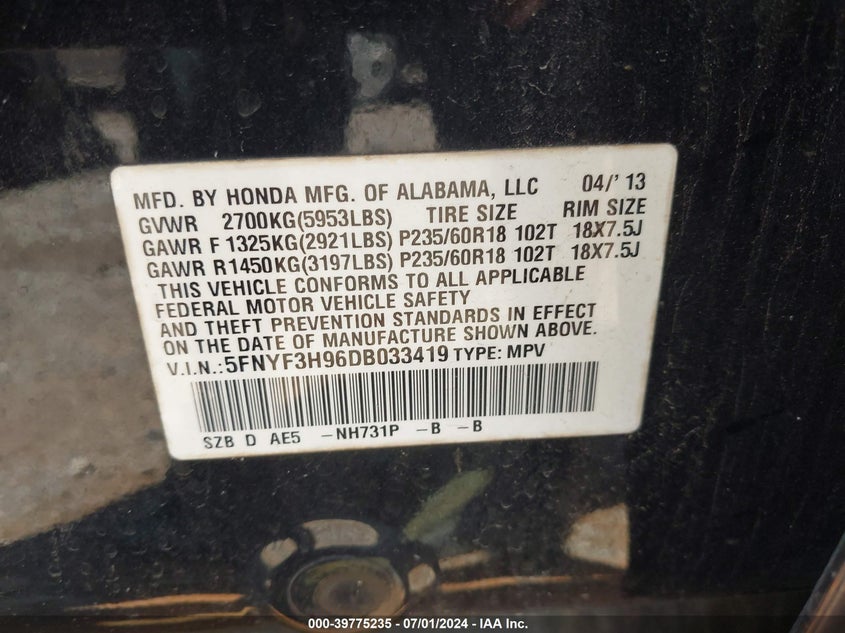 MFD. BY HONDA MFG. OF ALABAMA, LLC 04/'13
GVWR 2700KG(5953LBS) TIRE SIZE RIM SIZE
GAWR F 1325KG(2921LBS) P235/60R18 102T 18X7.5J
GAWR R1450KG(3197LBS) P235/60R18 102T 18X7.5J
THIS VEHICLE CONFORMS TO ALL APPLICABLE
FEDERAL MOTOR VEHICLE SAFETY
AND THEFT PREVENTION STANDARDS IN EFFECT
ON THE DATE OF MANUFACTURE SHOWN ABOVE.
V.I.N.:5FNYF3H96DB033419 TYPE: MPV
SZB D AE5 -NH731P -B -B
000-39775235 - 07/01/2024 - IAA Inc.